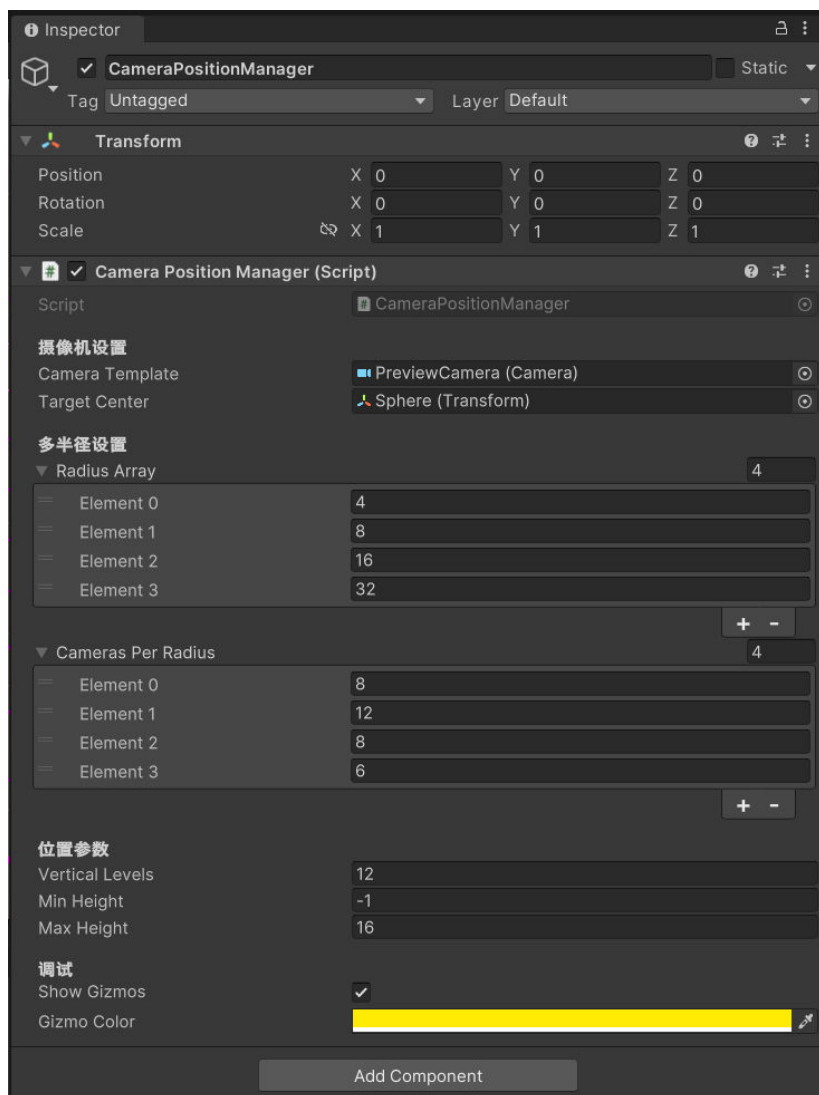 Inspector
CameraPositionManager Static
Tag Untagged Layer Default
Transform
Position X 0 Y 0 Z 0
Rotation X 0 Y 0 Z 0
Scale X 1 Y 1 Z 1
# Camera Position Manager (Script)
Script # CameraPositionManager
摄像机设置
Camera Template PreviewCamera (Camera)
Target Center Sphere (Transform)
多半径设置
Radius Array 4
Element 0 4
Element 1 8
Element 2 16
Element 3 32
+ -
Cameras Per Radius 4
Element 0 8
Element 1 12
Element 2 8
Element 3 6
+ -
位置参数
Vertical Levels 12
Min Height -1
Max Height 16
调试
Show Gizmos
Gizmo Color
Add Component